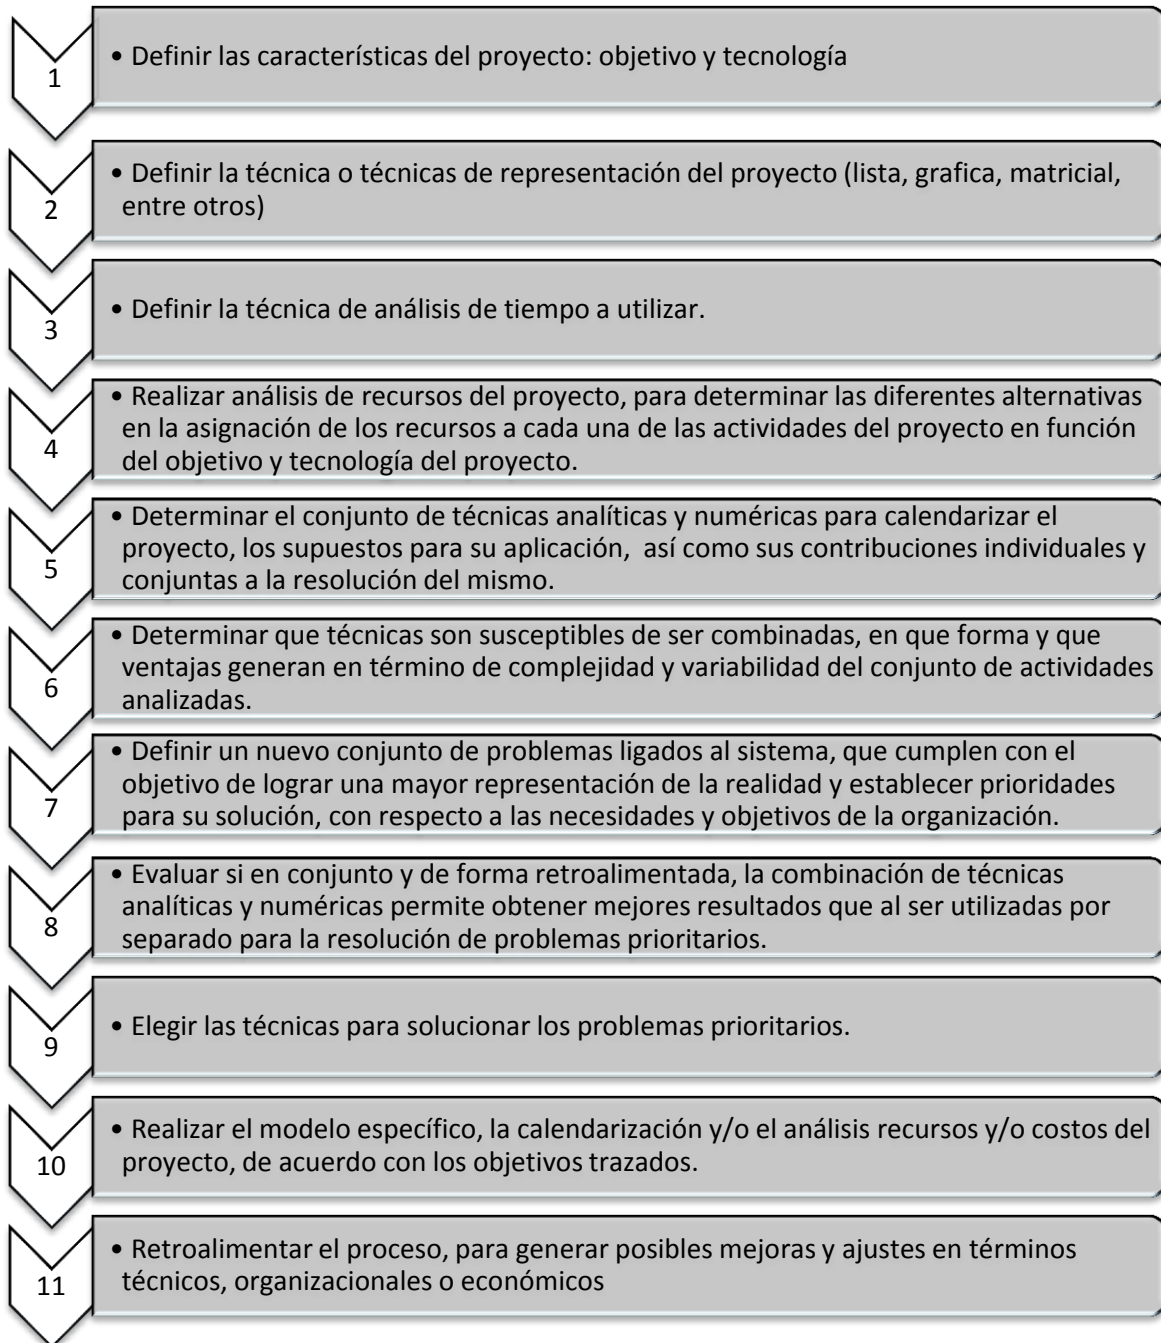 1
• Definir las características del proyecto: objetivo y tecnología
2
• Definir la técnica o técnicas de representación del proyecto (lista, grafica, matricial,
entre otros)
3
• Definir la técnica de análisis de tiempo a utilizar.
4
• Realizar análisis de recursos del proyecto, para determinar las diferentes alternativas
en la asignación de los recursos a cada una de las actividades del proyecto en función
del objetivo y tecnología del proyecto.
5
• Determinar el conjunto de técnicas analíticas y numéricas para calendarizar el
proyecto, los supuestos para su aplicación, así como sus contribuciones individuales y
conjuntas a la resolución del mismo.
6
• Determinar que técnicas son susceptibles de ser combinadas, en que forma y que
ventajas generan en término de complejidad y variabilidad del conjunto de actividades
analizadas.
7
• Definir un nuevo conjunto de problemas ligados al sistema, que cumplen con el
objetivo de lograr una mayor representación de la realidad y establecer prioridades
para su solución, con respecto a las necesidades y objetivos de la organización.
8
• Evaluar si en conjunto y de forma retroalimentada, la combinación de técnicas
analíticas y numéricas permite obtener mejores resultados que al ser utilizadas por
separado para la resolución de problemas prioritarios.
9
• Elegir las técnicas para solucionar los problemas prioritarios.
10
• Realizar el modelo específico, la calendarización y/o el análisis recursos y/o costos del
proyecto, de acuerdo con los objetivos trazados.
11
• Retroalimentar el proceso, para generar posibles mejoras y ajustes en términos
técnicos, organizacionales o económicos